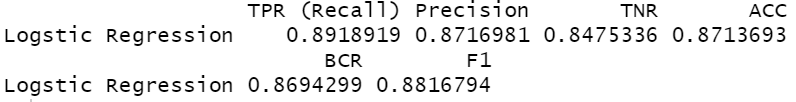 TPR (Recall) Precision TNR ACC
Logstic Regression 0.8918919 0.8716981 0.8475336 0.8713693
BCR F1
Logstic Regression 0.8694299 0.8816794